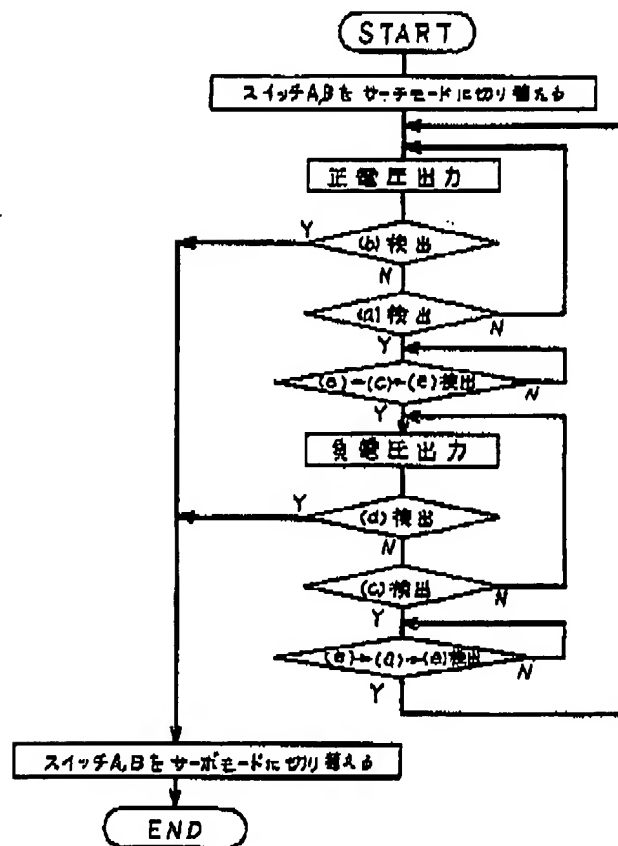 START
スイッチA,Bを サーチモードに切り替える
正電圧出力
Y
(b)検出
N
(a)検出
N
Y
(e)→(c)→(e)検出
N
Y
負電圧出力
Y
(d)検出
N
(c)検出
N
Y
(e)→(a)→(e)検出
N
Y
スイッチA,Bを サーボモードに切り替える
END